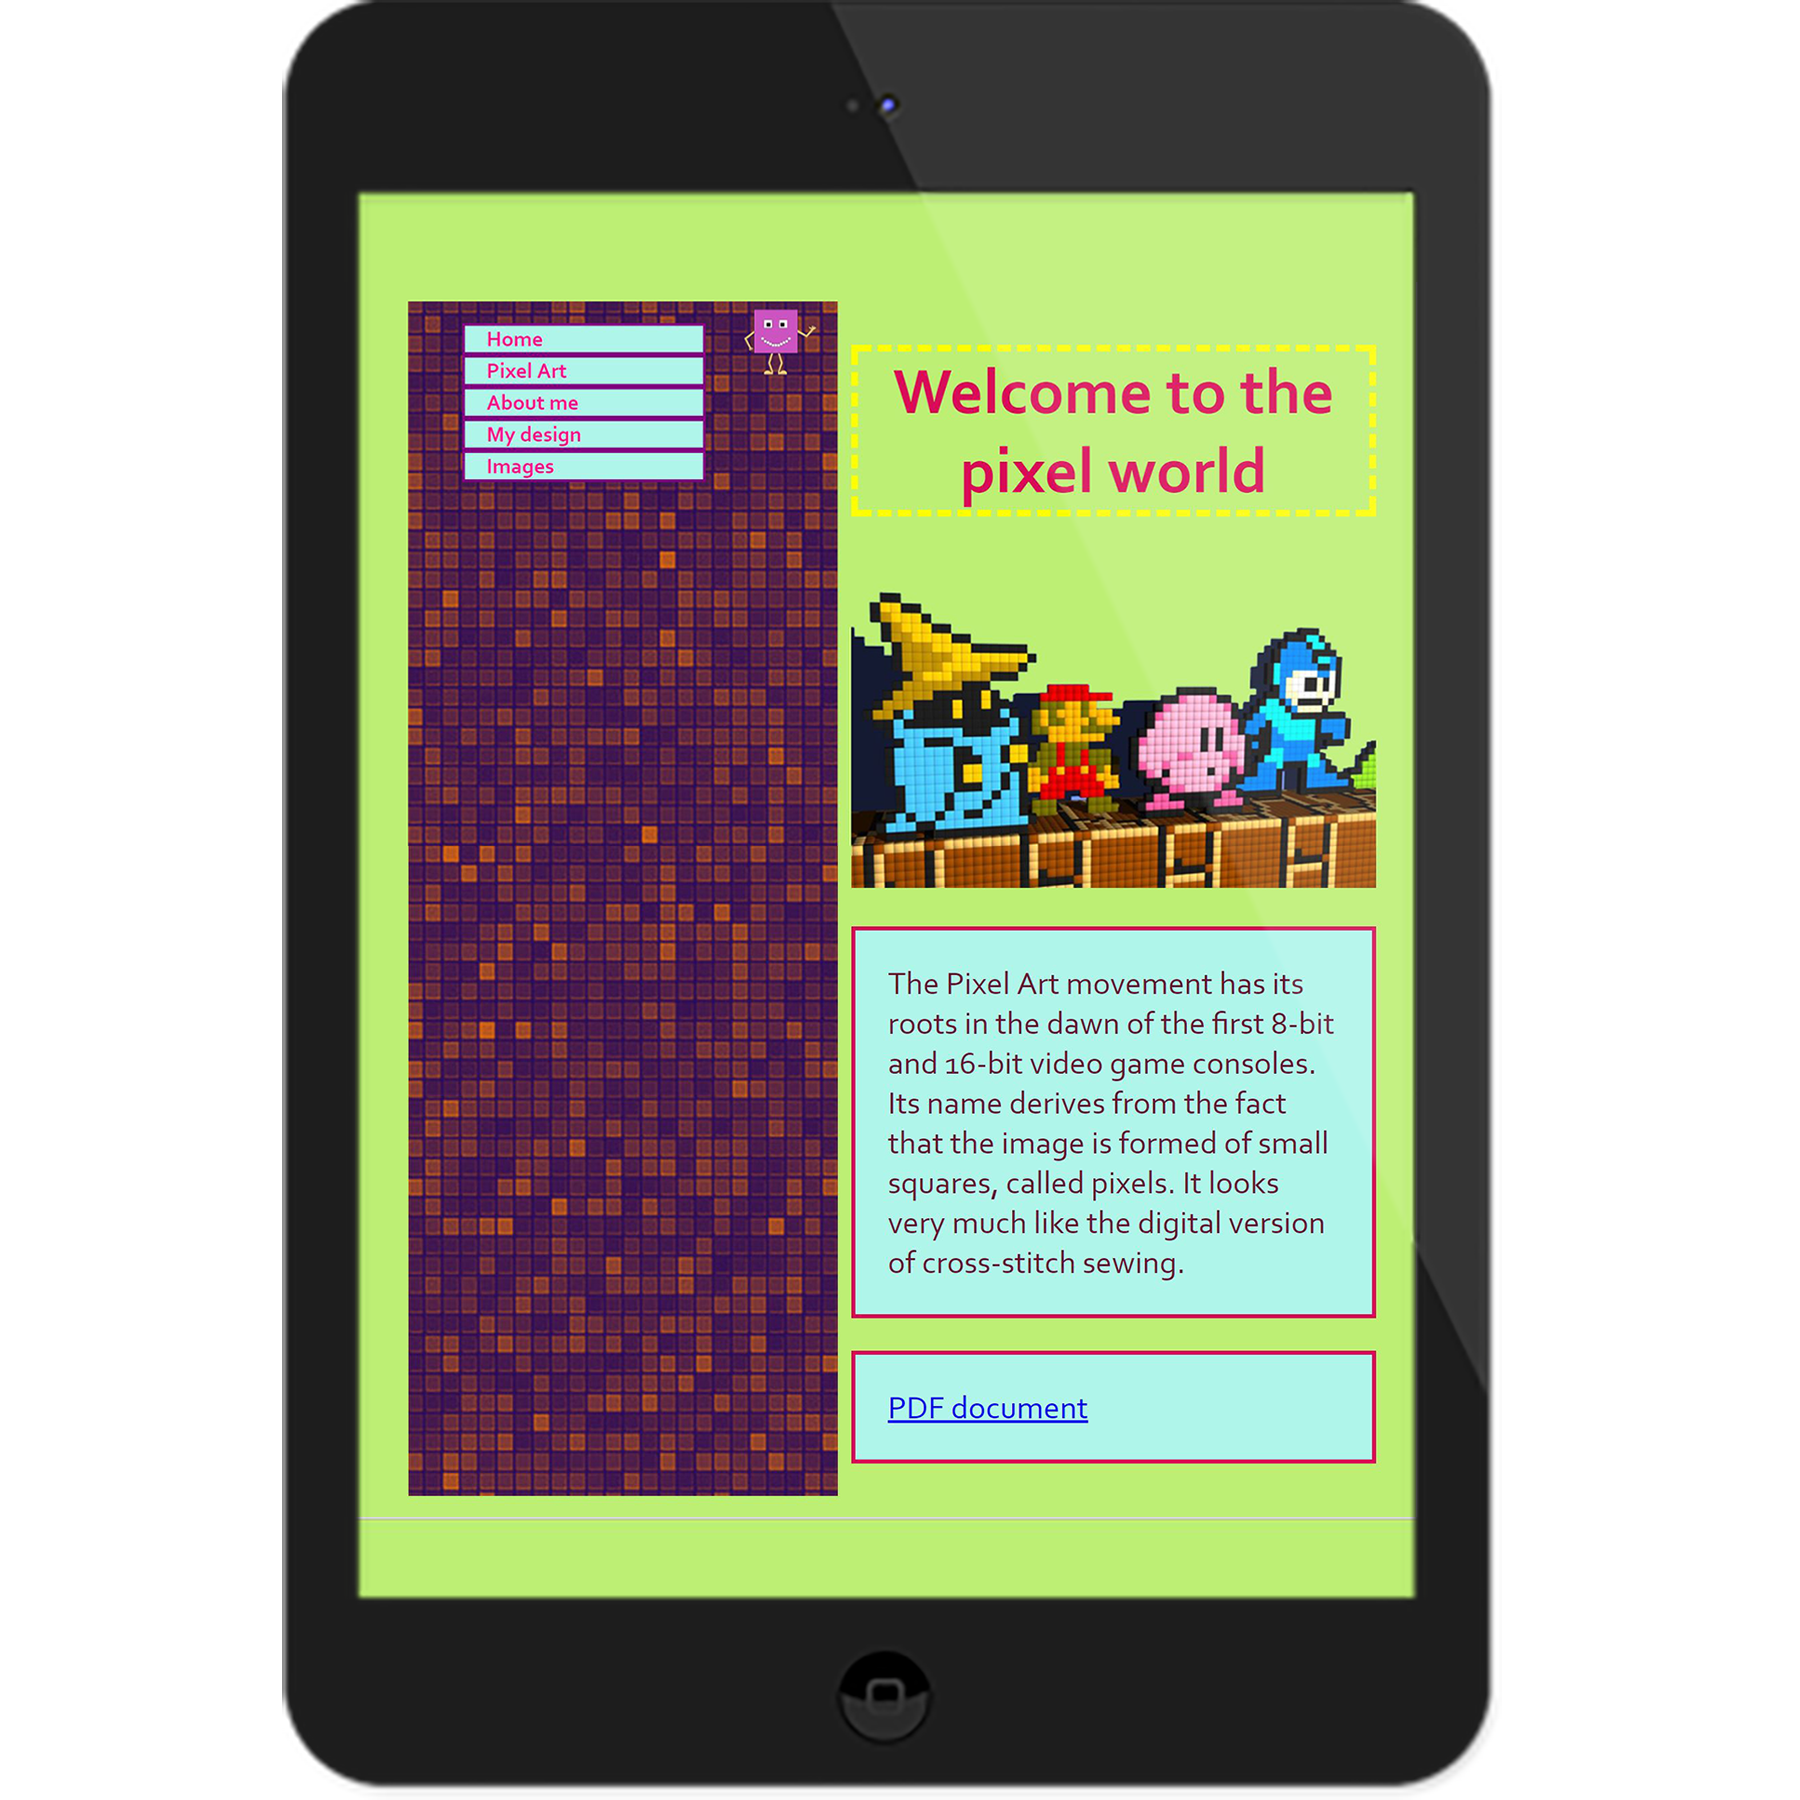 Home
Pixel Art
About me
My design
Images
Welcome to the
pixel world
The Pixel Art movement has its
roots in the dawn of the first 8-bit
and 16-bit video game consoles.
Its name derives from the fact
that the image is formed of small
squares, called pixels. It looks
very much like the digital version
of cross-stitch sewing.
PDF document